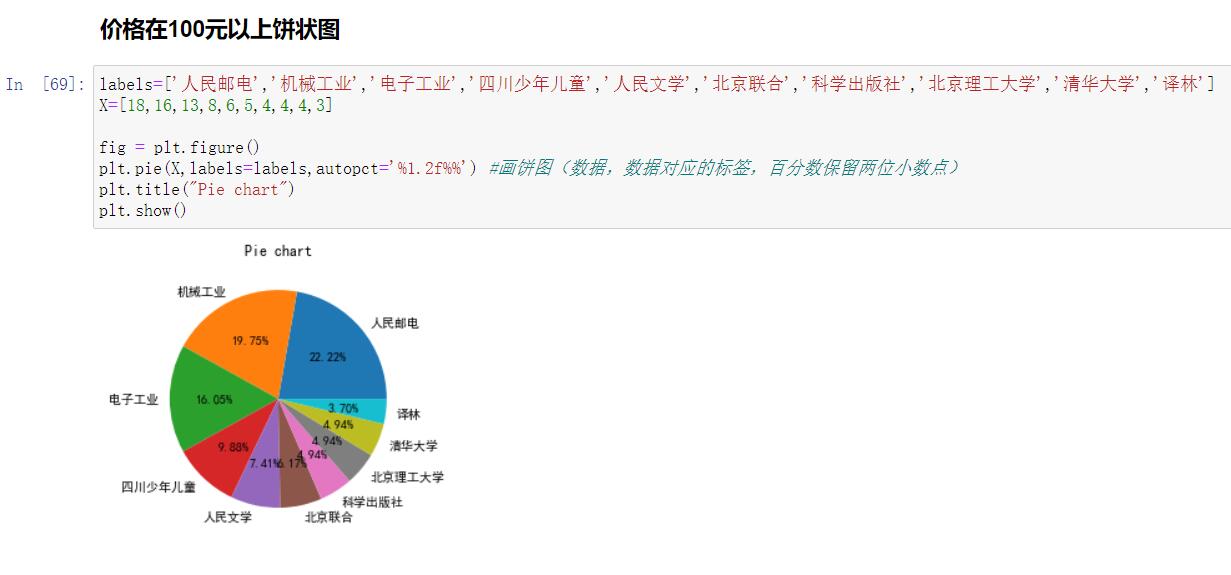 价格在100元以上饼状图
In [69]:
labels=['人民邮电','机械工业','电子工业','四川少年儿童','人民文学','北京联合','科学出版社','北京理工大学','清华大学','译林']
X=[18,16,13,8,6,5,4,4,4,3]
fig = plt.figure()
plt.pie(X,labels=labels,autopct='%1.2f%%') #画饼图（数据，数据对应的标签，百分数保留两位小数点）
plt.title("Pie chart")
plt.show()
Pie chart
机械工业
人民邮电
19.75%
22.22%
电子工业
16.05%
3.70%
译林
4.94%
清华大学
4.94%
9.88%
4.94%
7.41%
6.17%
北京理工大学
四川少年儿童
科学出版社
人民文学
北京联合